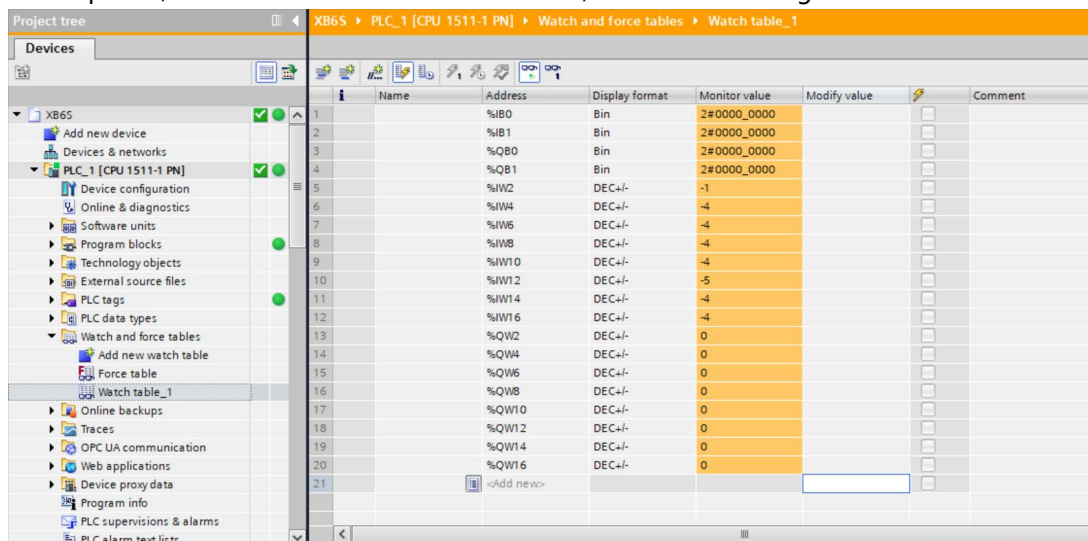 Project tree
XB6S ▸ PLC_1 [CPU 1511-1 PN] ▸ Watch and force tables ▸ Watch table_1
Devices
i Name Address Display format Monitor value Modify value Comment
XB6S
Add new device
Devices & networks
PLC_1 [CPU 1511-1 PN]
Device configuration
Online & diagnostics
Software units
Program blocks
Technology objects
External source files
PLC tags
PLC data types
Watch and force tables
Add new watch table
Force table
Watch table_1
Online backups
Traces
OPC UA communication
Web applications
Device proxy data
Program info
PLC supervisions & alarms
PLC alarm text lists
1 %IB0 Bin 2#0000_0000
2 %IB1 Bin 2#0000_0000
3 %QB0 Bin 2#0000_0000
4 %QB1 Bin 2#0000_0000
5 %IW2 DEC+/- -1
6 %IW4 DEC+/- -4
7 %IW6 DEC+/- -4
8 %IW8 DEC+/- -4
9 %IW10 DEC+/- -4
10 %IW12 DEC+/- -5
11 %IW14 DEC+/- -4
12 %IW16 DEC+/- -4
13 %QW2 DEC+/- 0
14 %QW4 DEC+/- 0
15 %QW6 DEC+/- 0
16 %QW8 DEC+/- 0
17 %QW10 DEC+/- 0
18 %QW12 DEC+/- 0
19 %QW14 DEC+/- 0
20 %QW16 DEC+/- 0
21 <Add new>